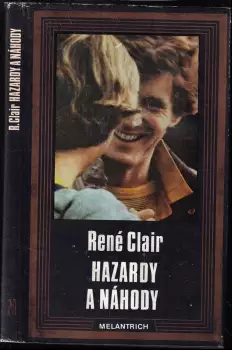 R. Clair HAZARDY A NÁHODY
René Clair
HAZARDY
A NÁHODY
MELANTRICH